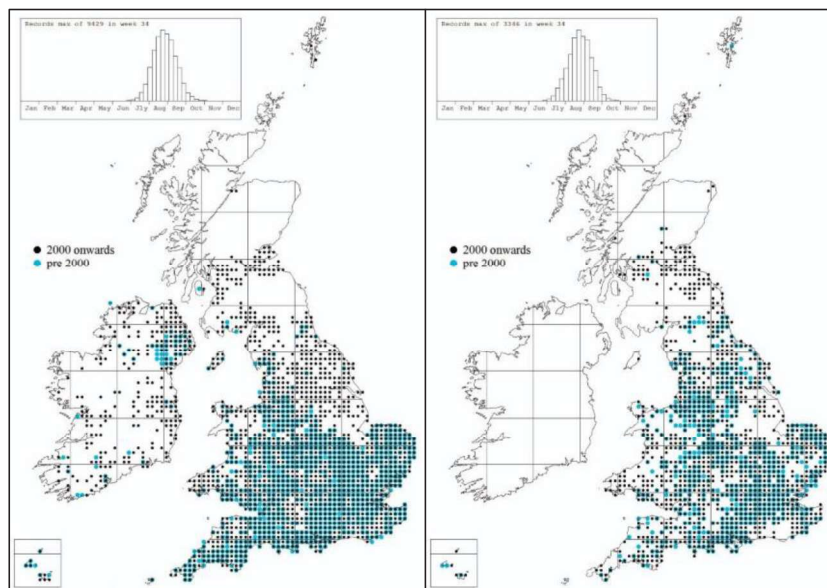 Records max of 9429 in week 34
Jan Feb Mar Apr May Jun Jly Aug Sep Oct Nov Dec
2000 onwards
pre 2000
Records max of 3386 in week 34
Jan Feb Mar Apr May Jun Jly Aug Sep Oct Nov Dec
2000 onwards
pre 2000